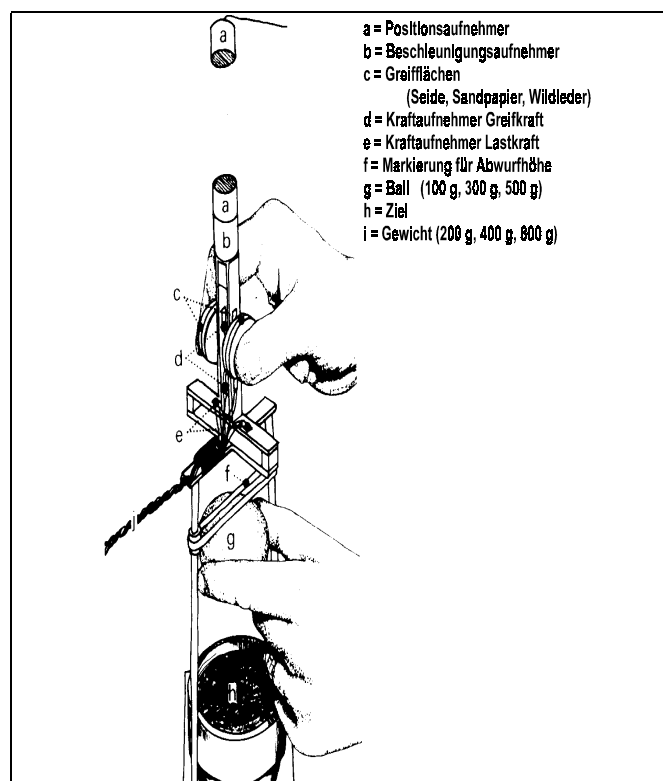 a = Positionsaufnehmer
b = Beschleunigungsaufnehmer
c = Greifflächen
(Seide, Sandpapier, Wildleder)
d = Kraftaufnehmer Greifkraft
e = Kraftaufnehmer Lastkraft
f = Markierung für Abwurfhöhe
g = Ball (100 g, 300 g, 500 g)
h = Ziel
i = Gewicht (200 g, 400 g, 800 g)
a
a
b
c
d
e
f
i
g
h